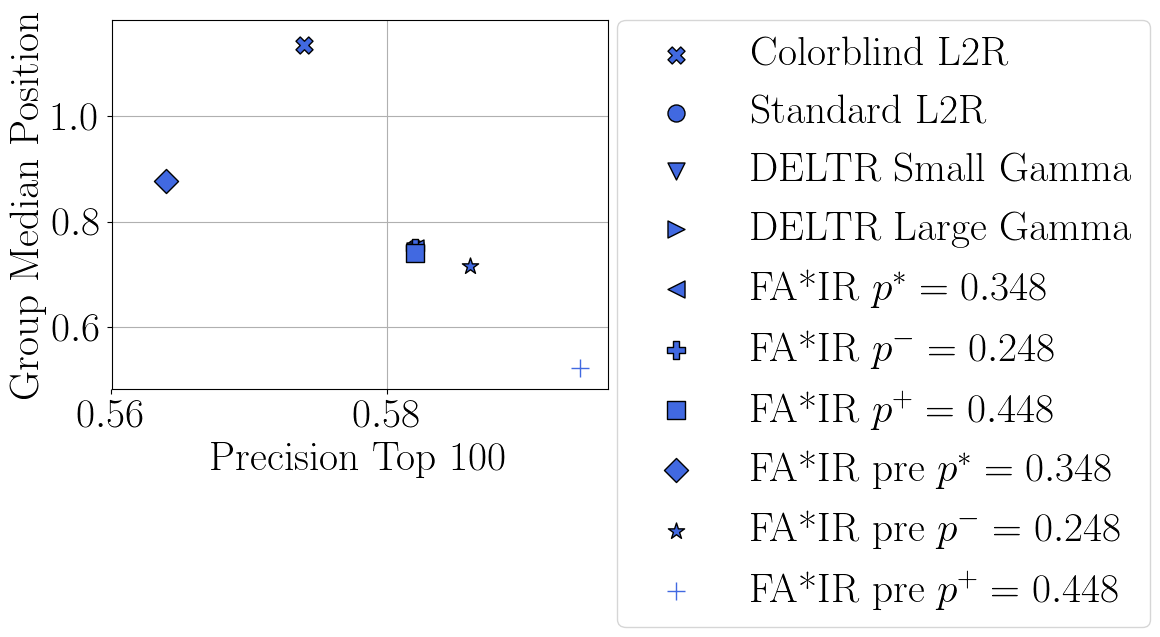 Group Median Position
1.0
0.8
0.6
0.56 0.58
Precision Top 100
Colorblind L2R
Standard L2R
DELTR Small Gamma
DELTR Large Gamma
FA*IR p* = 0.348
FA*IR p⁻ = 0.248
FA*IR p⁺ = 0.448
FA*IR pre p* = 0.348
FA*IR pre p⁻ = 0.248
FA*IR pre p⁺ = 0.448